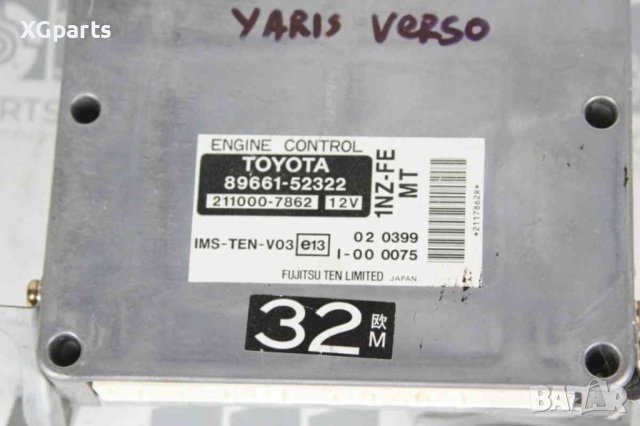 XGparts
YARIS VERSO
ENGINE CONTROL
TOYOTA
89661-52322
211000-7862 12V
1NZ-FE
MT
*2117862R*
IMS-TEN-V03 e13 02 0399
I-00 0075
FUJITSU TEN LIMITED JAPAN
32 欧 M
BAZAR